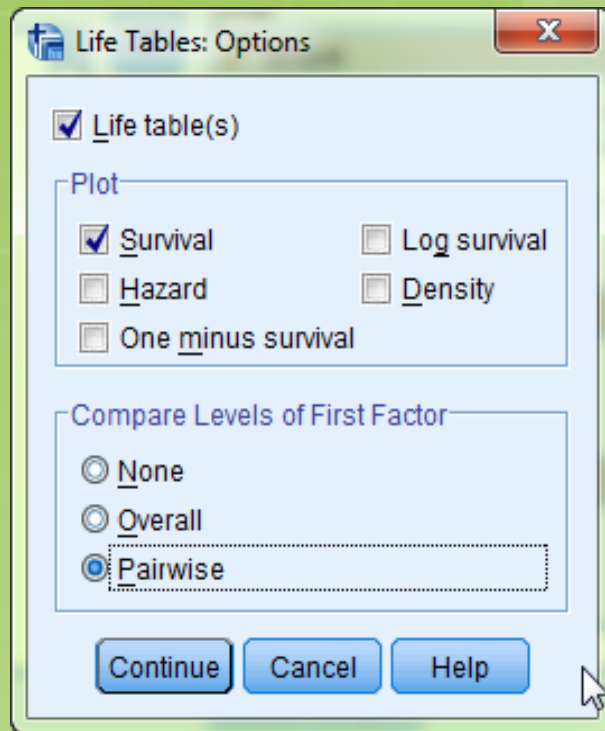 Life Tables: Options
Life table(s)
Plot
Survival Log survival
Hazard Density
One minus survival
Compare Levels of First Factor
None
Overall
Pairwise
Continue Cancel Help